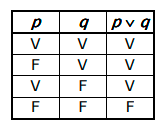 p q p ∨ q
V V V
F V V
V F V
F F F